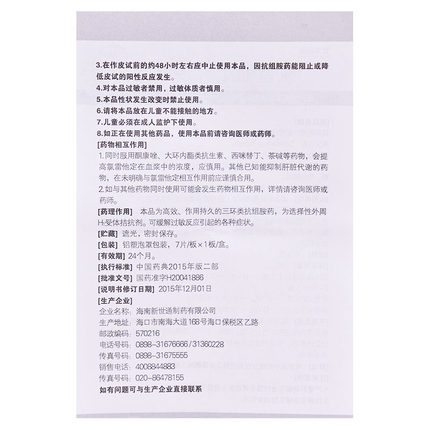 3.在作皮试前的约48小时左右应中止使用本品，因抗组胺药能阻止或降
低皮试的阳性反应发生。
4.对本品过敏者禁用，过敏体质者慎用。
5.本品性状发生改变时禁止使用。
6.请将本品放在儿童不能接触的地方。
7.儿童必须在成人监护下使用。
8.如正在使用其他药品，使用本品前请咨询医师或药师。
[药物相互作用]
1.同时服用酮康唑、大环内酯类抗生素、西咪替丁、茶碱等药物，会提
高氯雷他定在血浆中的浓度，应慎用。其他已知能抑制肝脏代谢的药
物，在未明确与氯雷他定相互作用前应谨慎合用。
2.如与其他药物同时使用可能会发生药物相互作用，详情请咨询医师或
药师。
[药理作用] 本品为高效、作用持久的三环类抗组胺药，为选择性外周
H₁受体拮抗剂。可缓解过敏反应引起的各种症状。
[贮藏] 遮光，密封保存。
[包装] 铝塑泡罩包装，7片/板×1板/盒。
[有效期] 24个月。
[执行标准] 中国药典2015年版二部
[批准文号] 国药准字H20041886
[说明书修订日期] 2015年12月01日
[生产企业]
企业名称：海南新世通制药有限公司
生产地址：海口市南海大道168号海口保税区乙路
邮政编码：570216
电话号码：0898-31676666/31360228
传真号码：0898-31675555
销售电话：4008844883
传真号码：020-86478155
如有问题可与生产企业直接联系